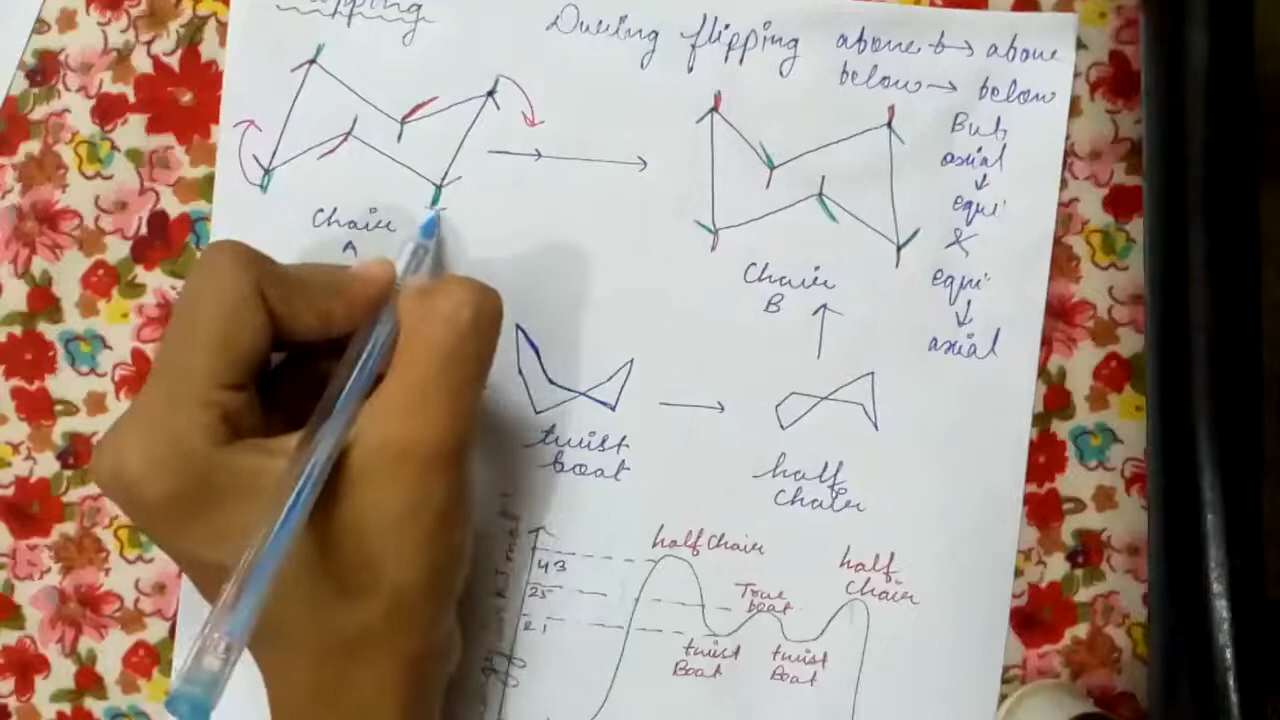 During flipping above → above
below → below
But
axial
↓
equi
&
equi
↓
axial
Chair
A
Chair
B
twist
boat
half
Chair
half Chair
half
Chair
43
True
boat
25
21
twist
Boat
twist
Boat